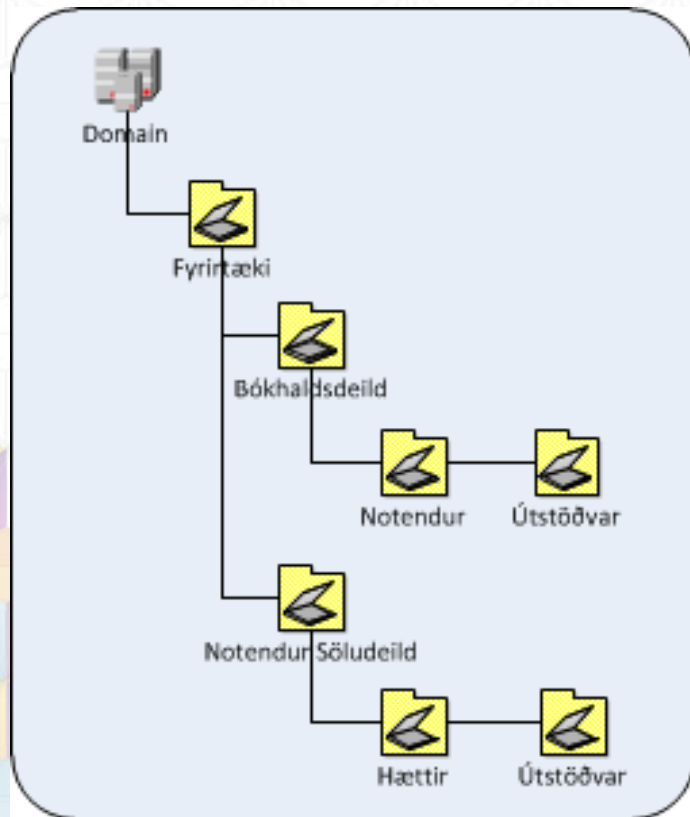 Domain
Fyrirtæki
Bókhaldsdeild
Notendur
Útstöðvar
Notendur Söludeild
Hættir
Útstöðvar